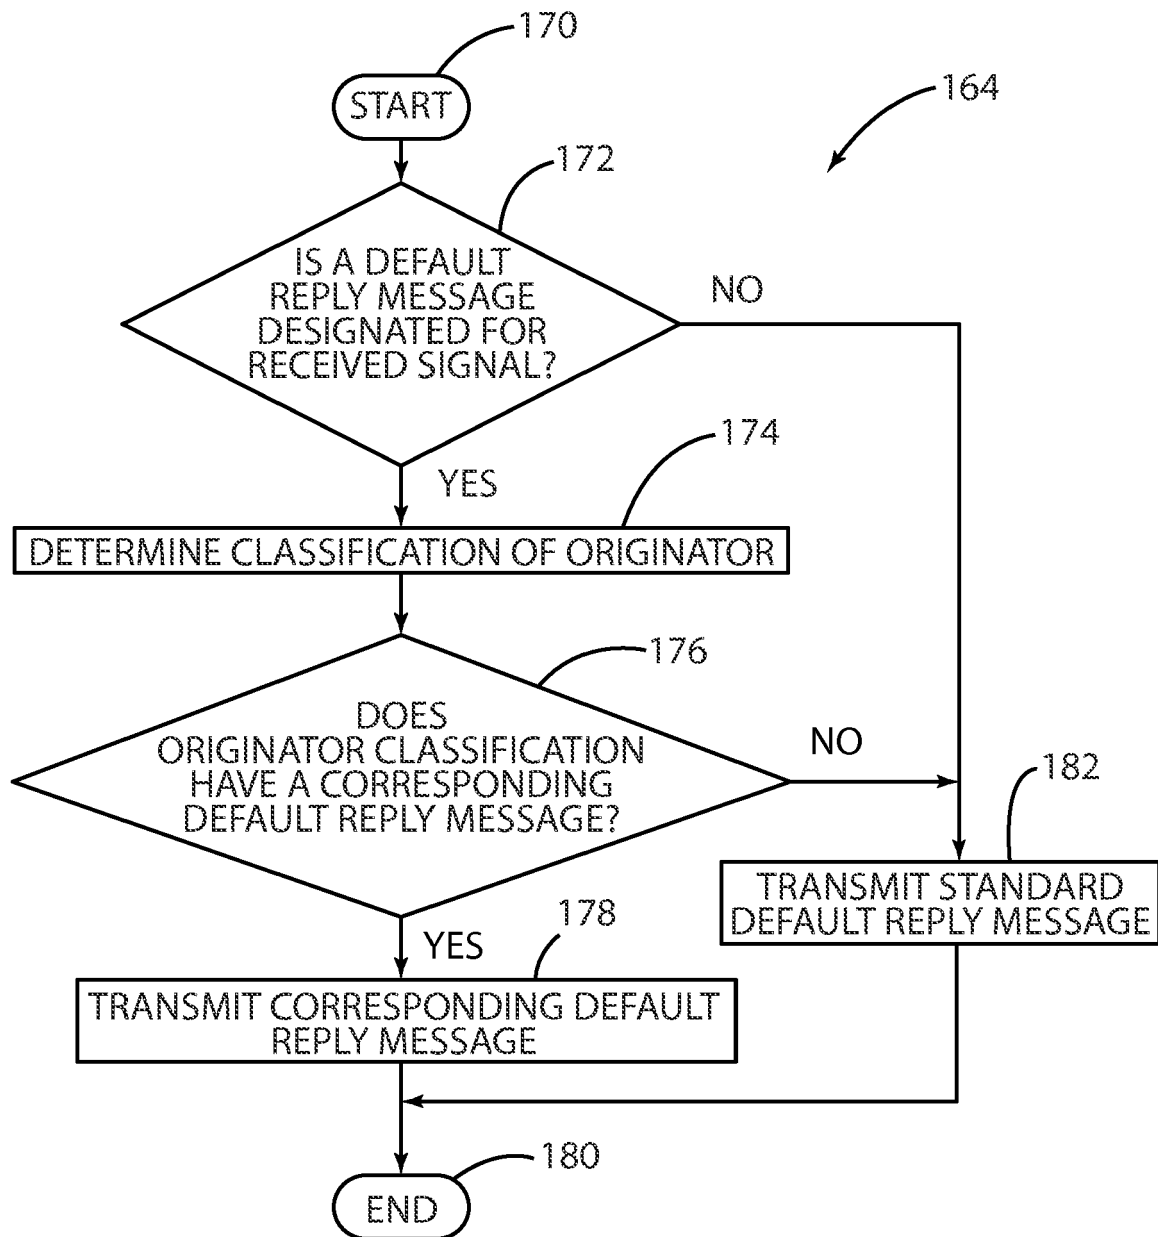 170
START
164
172
IS A DEFAULT
REPLY MESSAGE
DESIGNATED FOR
RECEIVED SIGNAL?
NO
174
YES
DETERMINE CLASSIFICATION OF ORIGINATOR
176
DOES
ORIGINATOR CLASSIFICATION
HAVE A CORRESPONDING
DEFAULT REPLY MESSAGE?
NO
182
TRANSMIT STANDARD
DEFAULT REPLY MESSAGE
178
YES
TRANSMIT CORRESPONDING DEFAULT
REPLY MESSAGE
180
END